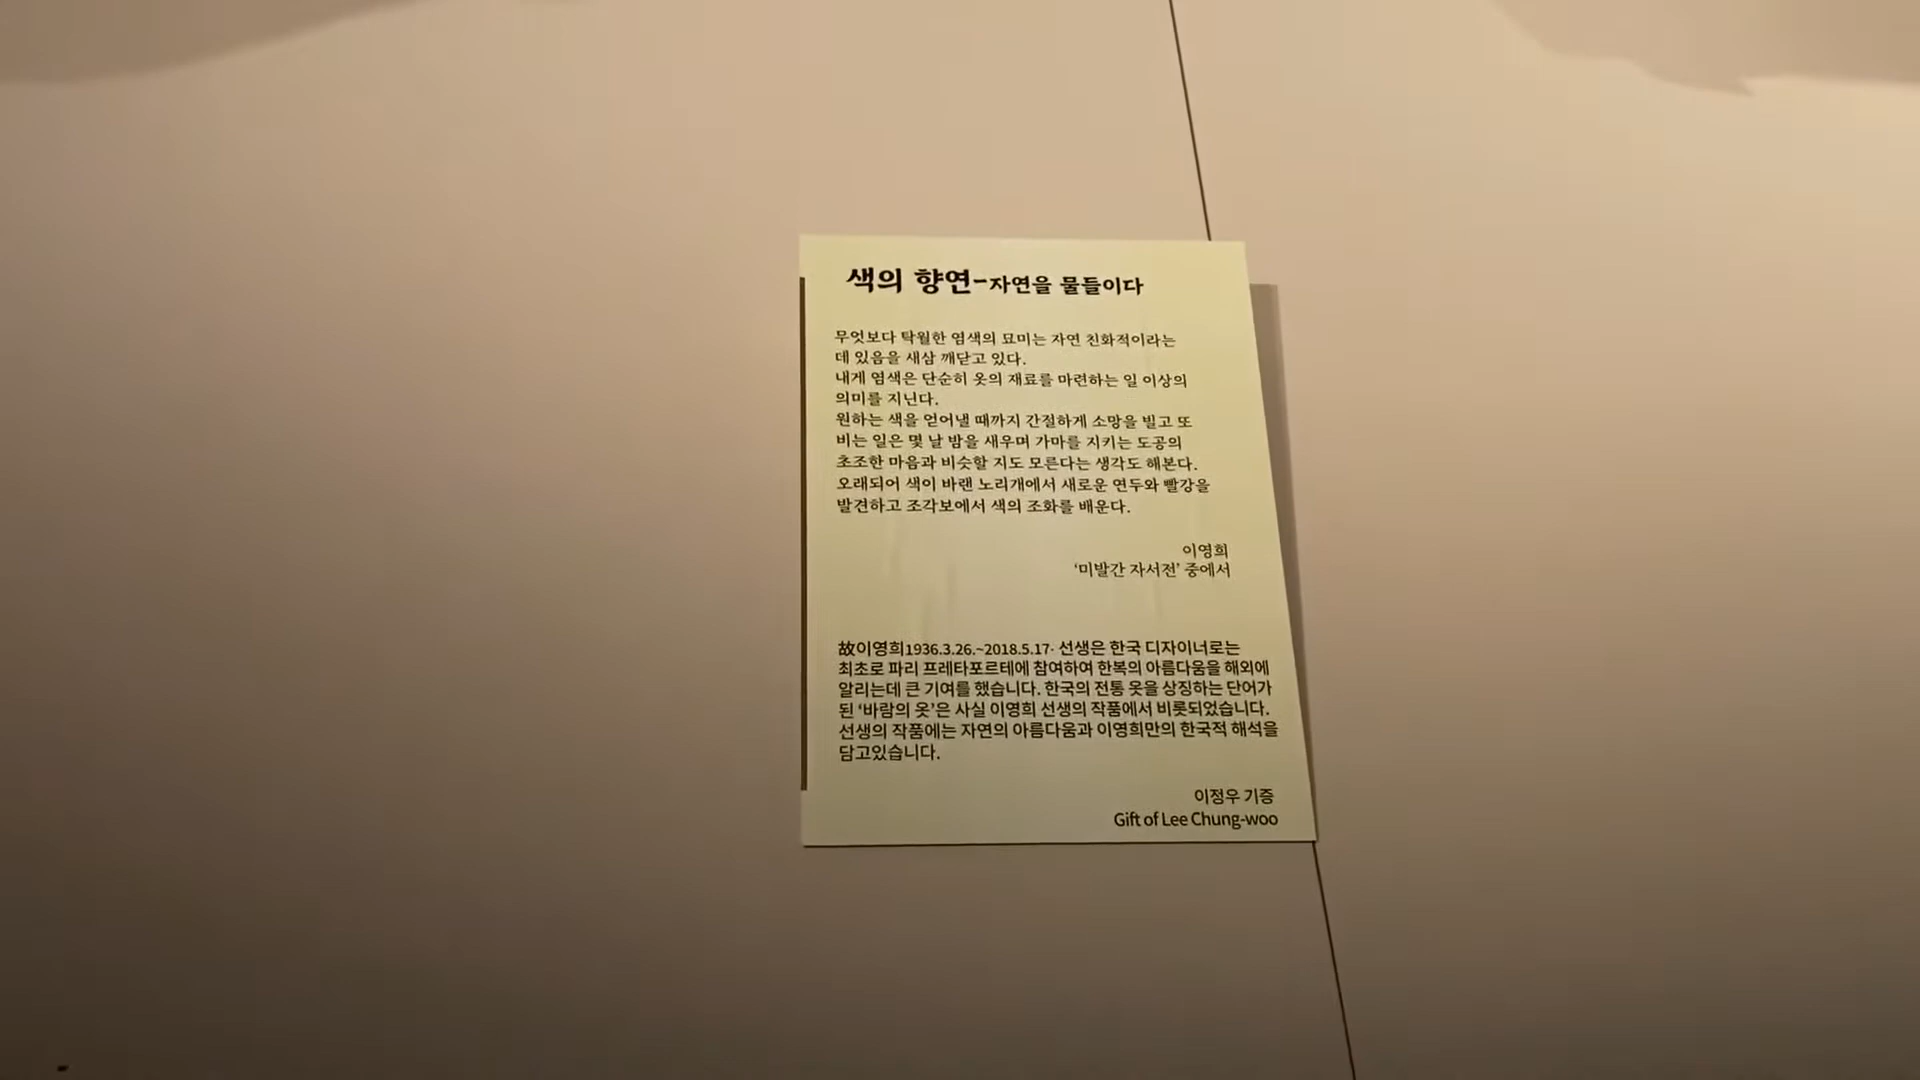 색의 향연-자연을 물들이다
무엇보다 탁월한 염색의 묘미는 자연 친화적이라는
데 있음을 새삼 깨닫고 있다.
내게 염색은 단순히 옷의 재료를 마련하는 일 이상의
의미를 지닌다.
원하는 색을 얻어낼 때까지 간절하게 소망을 빌고 또
비는 일은 몇 날 밤을 새우며 가마를 지키는 도공의
초조한 마음과 비슷할 지도 모른다는 생각도 해본다.
오래되어 색이 바랜 노리개에서 새로운 연두와 빨강을
발견하고 조각보에서 색의 조화를 배운다.
이영희
‘미발간 자서전’ 중에서
故이영희1936.3.26.~2018.5.17· 선생은 한국 디자이너로는
최초로 파리 프레타포르테에 참여하여 한복의 아름다움을 해외에
알리는데 큰 기여를 했습니다. 한국의 전통 옷을 상징하는 단어가
된 ‘바람의 옷’은 사실 이영희 선생의 작품에서 비롯되었습니다.
선생의 작품에는 자연의 아름다움과 이영희만의 한국적 해석을
담고있습니다.
이정우 기증
Gift of Lee Chung-woo